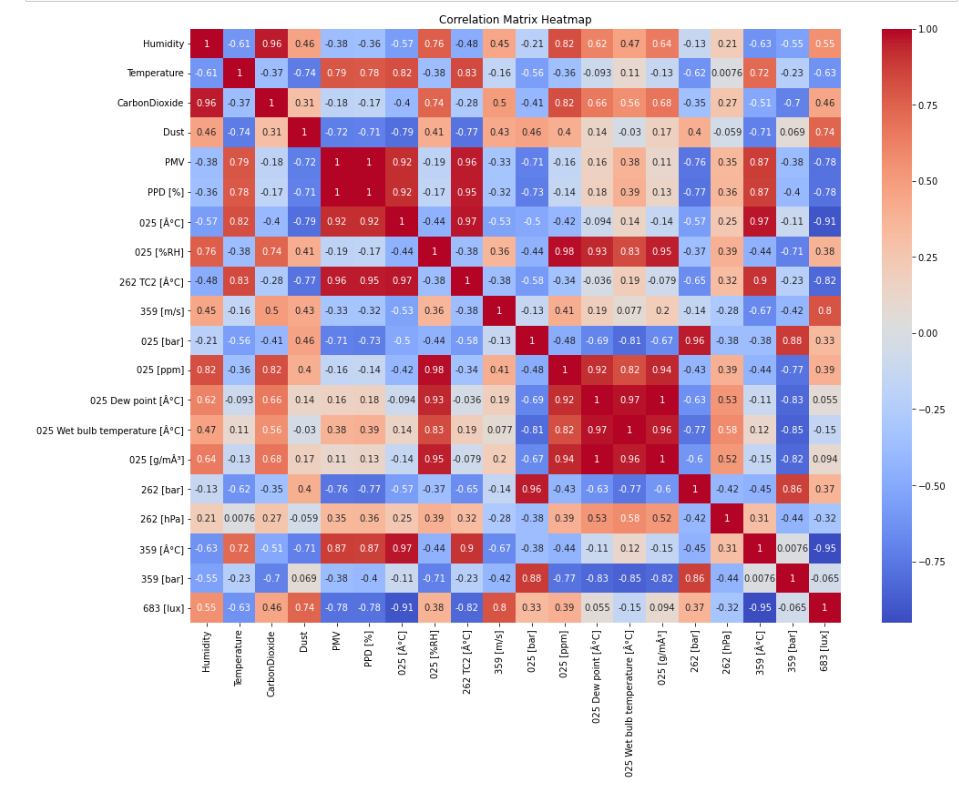 Correlation Matrix Heatmap
Humidity 1 -0.61 0.96 0.46 -0.38 -0.36 -0.57 0.76 -0.48 0.45 -0.21 0.82 0.62 0.47 0.64 -0.13 0.21 -0.63 -0.55 0.55
Temperature -0.61 1 -0.37 -0.74 0.79 0.78 0.82 -0.38 0.83 -0.16 -0.56 -0.36 -0.093 0.11 -0.13 -0.62 0.0076 0.72 -0.23 -0.63
CarbonDioxide 0.96 -0.37 1 0.31 -0.18 -0.17 -0.4 0.74 -0.28 0.5 -0.41 0.82 0.66 0.56 0.68 -0.35 0.27 -0.51 -0.7 0.46
Dust 0.46 -0.74 0.31 1 -0.72 -0.71 -0.79 0.41 -0.77 0.43 0.46 0.4 0.14 -0.03 0.17 0.4 -0.059 -0.71 0.069 0.74
PMV -0.38 0.79 -0.18 -0.72 1 1 0.92 -0.19 0.96 -0.33 -0.71 -0.16 0.16 0.38 0.11 -0.76 0.35 0.87 -0.38 -0.78
PPD [%] -0.36 0.78 -0.17 -0.71 1 1 0.92 -0.17 0.95 -0.32 -0.73 -0.14 0.18 0.39 0.13 -0.77 0.36 0.87 -0.4 -0.78
025 [Â°C] -0.57 0.82 -0.4 -0.79 0.92 0.92 1 -0.44 0.97 -0.53 -0.5 -0.42 -0.094 0.14 -0.14 -0.57 0.25 0.97 -0.11 -0.91
025 [%RH] 0.76 -0.38 0.74 0.41 -0.19 -0.17 -0.44 1 -0.38 0.36 -0.44 0.98 0.93 0.83 0.95 -0.37 0.39 -0.44 -0.71 0.38
262 TC2 [Â°C] -0.48 0.83 -0.28 -0.77 0.96 0.95 0.97 -0.38 1 -0.38 -0.58 -0.34 -0.036 0.19 -0.079 -0.65 0.32 0.9 -0.23 -0.82
359 [m/s] 0.45 -0.16 0.5 0.43 -0.33 -0.32 -0.53 0.36 -0.38 1 -0.13 0.41 0.19 0.077 0.2 -0.14 -0.28 -0.67 -0.42 0.8
025 [bar] -0.21 -0.56 -0.41 0.46 -0.71 -0.73 -0.5 -0.44 -0.58 -0.13 1 -0.48 -0.69 -0.81 -0.67 0.96 -0.38 -0.38 0.88 0.33
025 [ppm] 0.82 -0.36 0.82 0.4 -0.16 -0.14 -0.42 0.98 -0.34 0.41 -0.48 1 0.92 0.82 0.94 -0.43 0.39 -0.44 -0.77 0.39
025 Dew point [Â°C] 0.62 -0.093 0.66 0.14 0.16 0.18 -0.094 0.93 -0.036 0.19 -0.69 0.92 1 0.97 1 -0.63 0.53 -0.11 -0.83 0.055
025 Wet bulb temperature [Â°C] 0.47 0.11 0.56 -0.03 0.38 0.39 0.14 0.83 0.19 0.077 -0.81 0.82 0.97 1 0.96 -0.77 0.58 0.12 -0.85 -0.15
025 [g/mÂ³] 0.64 -0.13 0.68 0.17 0.11 0.13 -0.14 0.95 -0.079 0.2 -0.67 0.94 1 0.96 1 -0.6 0.52 -0.15 -0.82 0.094
262 [bar] -0.13 -0.62 -0.35 0.4 -0.76 -0.77 -0.57 -0.37 -0.65 -0.14 0.96 -0.43 -0.63 -0.77 -0.6 1 -0.42 -0.45 0.86 0.37
262 [hPa] 0.21 0.0076 0.27 -0.059 0.35 0.36 0.25 0.39 0.32 -0.28 -0.38 0.39 0.53 0.58 0.52 -0.42 1 0.31 -0.44 -0.32
359 [Â°C] -0.63 0.72 -0.51 -0.71 0.87 0.87 0.97 -0.44 0.9 -0.67 -0.38 -0.44 -0.11 0.12 -0.15 -0.45 0.31 1 0.0076 -0.95
359 [bar] -0.55 -0.23 -0.7 0.069 -0.38 -0.4 -0.11 -0.71 -0.23 -0.42 0.88 -0.77 -0.83 -0.85 -0.82 0.86 -0.44 0.0076 1 -0.065
683 [lux] 0.55 -0.63 0.46 0.74 -0.78 -0.78 -0.91 0.38 -0.82 0.8 0.33 0.39 0.055 -0.15 0.094 0.37 -0.32 -0.95 -0.065 1
Humidity
Temperature
CarbonDioxide
Dust
PMV
PPD [%]
025 [Â°C]
025 [%RH]
262 TC2 [Â°C]
359 [m/s]
025 [bar]
025 [ppm]
025 Dew point [Â°C]
025 Wet bulb temperature [Â°C]
025 [g/mÂ³]
262 [bar]
262 [hPa]
359 [Â°C]
359 [bar]
683 [lux]
1.00
0.75
0.50
0.25
0.00
−0.25
−0.50
−0.75